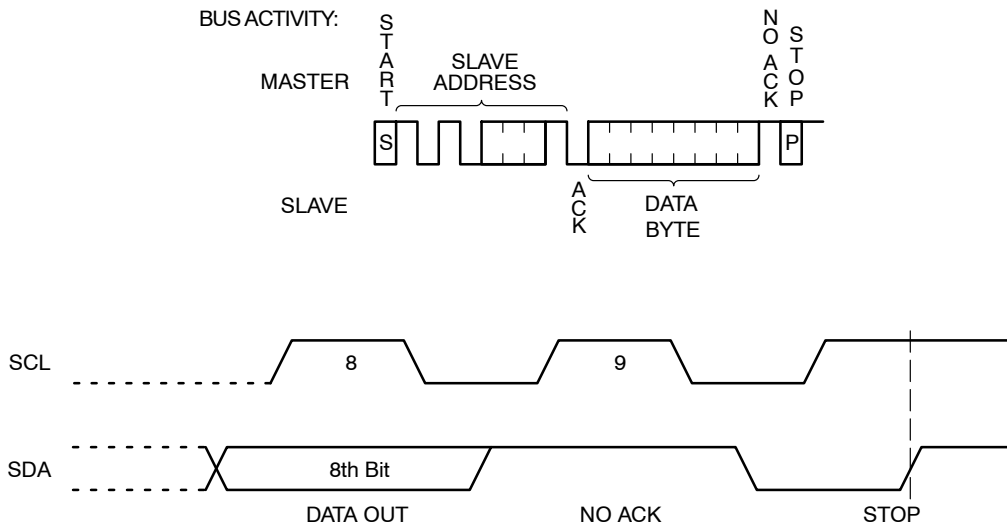 BUS ACTIVITY:
MASTER
START
SLAVE
ADDRESS
NO ACK
STOP
S
P
SLAVE
ACK
DATA
BYTE
SCL
8
9
SDA
8th Bit
DATA OUT
NO ACK
STOP